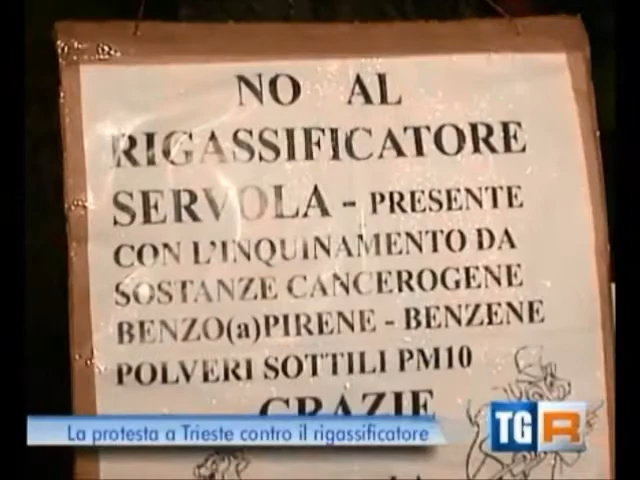 NO AL
RIGASSIFICATORE
SERVOLA - PRESENTE
CON L'INQUINAMENTO DA
SOSTANZE CANCEROGENE
BENZO(a)PIRENE - BENZENE
POLVERI SOTTILI PM10
GRAZIE
La protesta a Trieste contro il rigassificatore
TGR